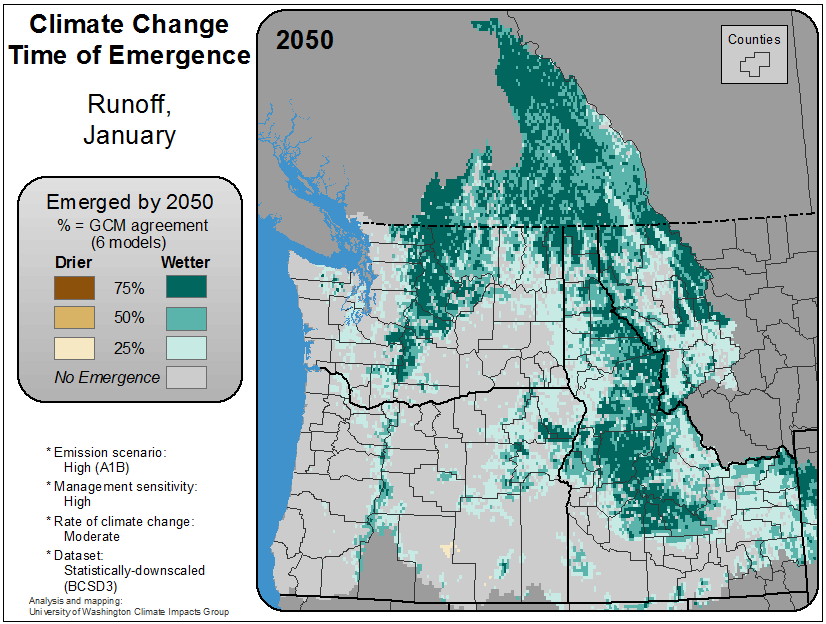 Climate Change
Time of Emergence
Runoff,
January
Emerged by 2050
% = GCM agreement
(6 models)
Drier Wetter
75%
50%
25%
No Emergence
* Emission scenario:
High (A1B)
* Management sensitivity:
High
* Rate of climate change:
Moderate
* Dataset:
Statistically-downscaled
(BCSD3)
Analysis and mapping:
University of Washington Climate Impacts Group
2050
Counties